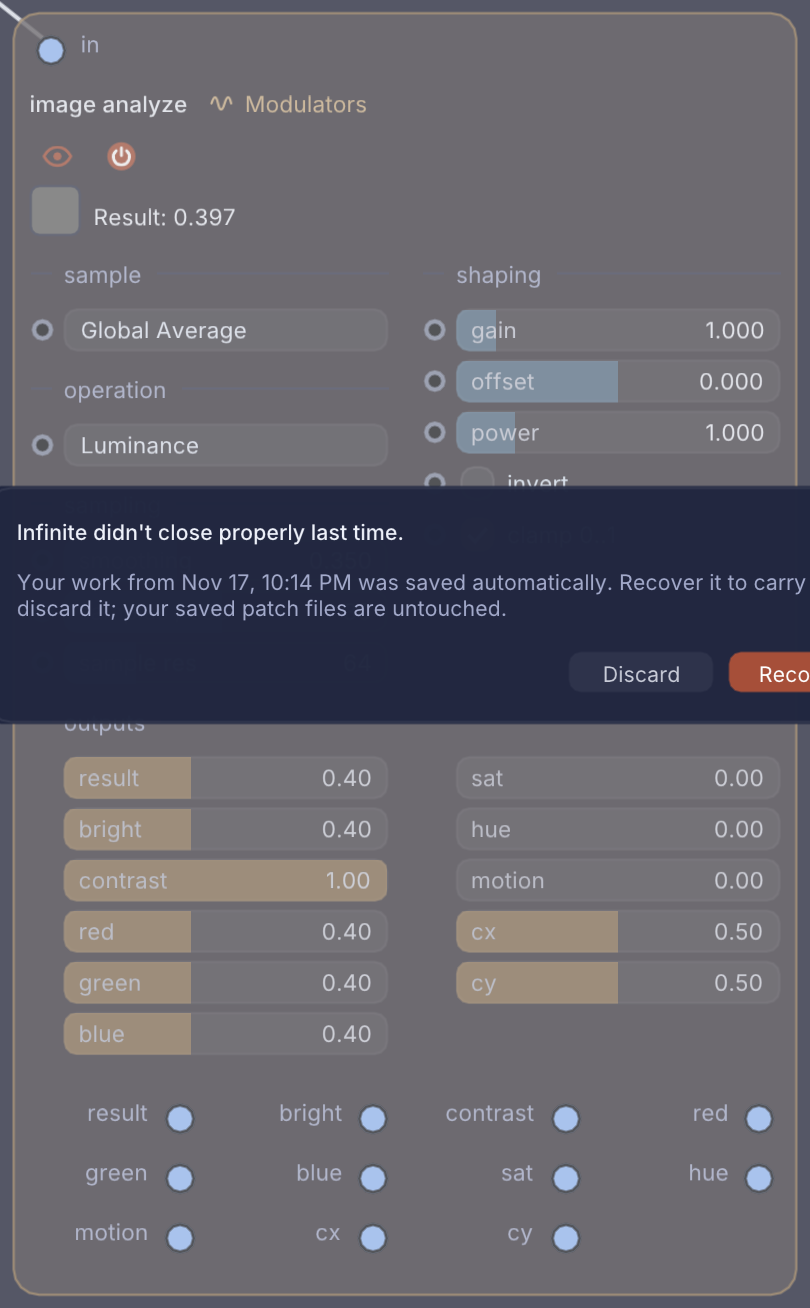 in
image analyze Modulators
Result: 0.397
sample
Global Average
operation
Luminance
shaping
gain 1.000
offset 0.000
power 1.000
invert
Infinite didn't close properly last time.
Your work from Nov 17, 10:14 PM was saved automatically. Recover it to carry
discard it; your saved patch files are untouched.
Discard Reco
outputs
result 0.40
bright 0.40
contrast 1.00
red 0.40
green 0.40
blue 0.40
sat 0.00
hue 0.00
motion 0.00
cx 0.50
cy 0.50
result bright contrast red
green blue sat hue
motion cx cy